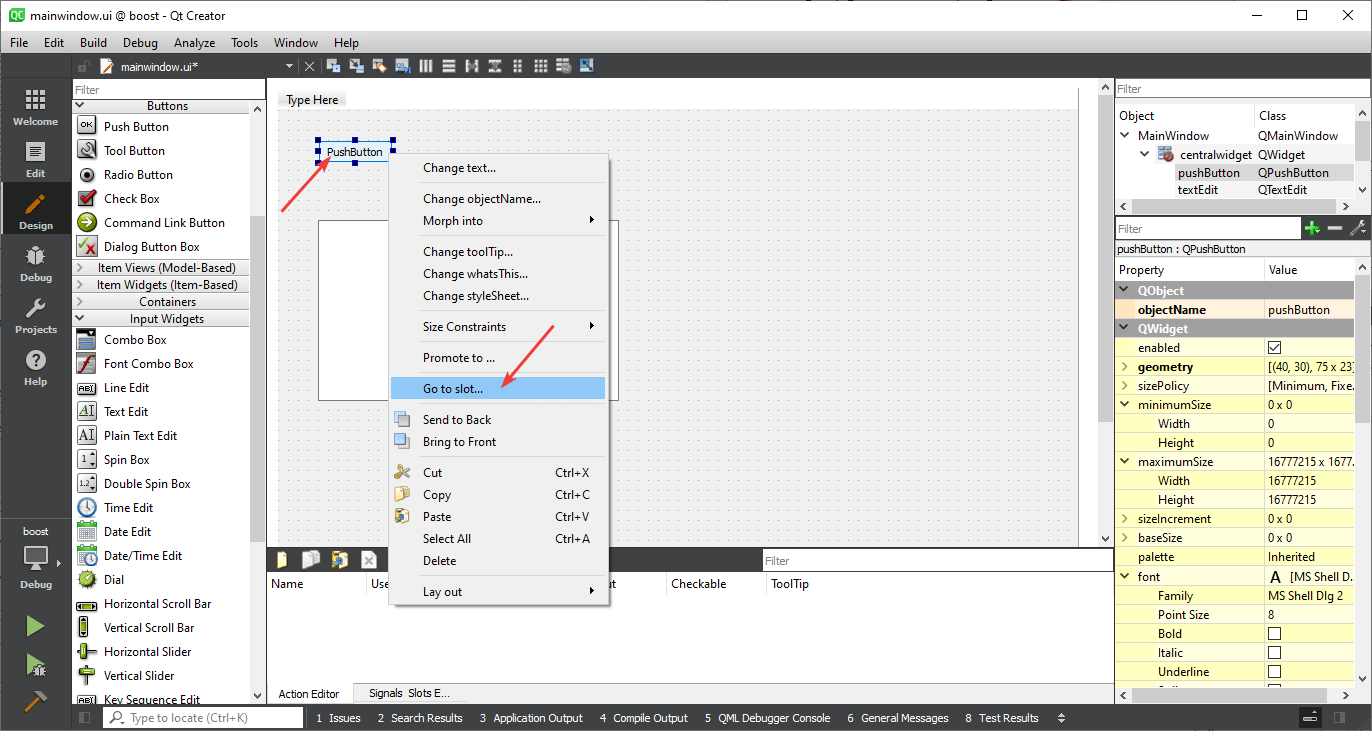 QC mainwindow.ui @ boost - Qt Creator
File Edit Build Debug Analyze Tools Window Help
mainwindow.ui*
Welcome
Edit
Design
Debug
Projects
Help
boost
Debug
Filter
Buttons
OK Push Button
Tool Button
Radio Button
Check Box
Command Link Button
Dialog Button Box
Item Views (Model-Based)
Item Widgets (Item-Based)
Containers
Input Widgets
Combo Box
Font Combo Box
Line Edit
Text Edit
Plain Text Edit
Spin Box
Double Spin Box
Time Edit
Date Edit
Date/Time Edit
Dial
Horizontal Scroll Bar
Vertical Scroll Bar
Horizontal Slider
Vertical Slider
Key Sequence Edit
Type Here
PushButton
Change text...
Change objectName...
Morph into
Change toolTip...
Change whatsThis...
Change styleSheet...
Size Constraints
Promote to ...
Go to slot...
Send to Back
Bring to Front
Cut Ctrl+X
Copy Ctrl+C
Paste Ctrl+V
Select All Ctrl+A
Delete
Lay out
Filter
Name Use Checkable ToolTip
Action Editor Signals Slots E...
Filter
Object Class
MainWindow QMainWindow
centralwidget QWidget
pushButton QPushButton
textEdit QTextEdit
Filter
pushButton : QPushButton
Property Value
QObject
objectName pushButton
QWidget
enabled
geometry [(40, 30), 75 x 23]
sizePolicy [Minimum, Fixe...
minimumSize 0 x 0
Width 0
Height 0
maximumSize 16777215 x 1677...
Width 16777215
Height 16777215
sizeIncrement 0 x 0
baseSize 0 x 0
palette Inherited
font A [MS Shell D...
Family MS Shell Dlg 2
Point Size 8
Bold
Italic
Underline
Type to locate (Ctrl+K) 1 Issues 2 Search Results 3 Application Output 4 Compile Output 5 QML Debugger Console 6 General Messages 8 Test Results